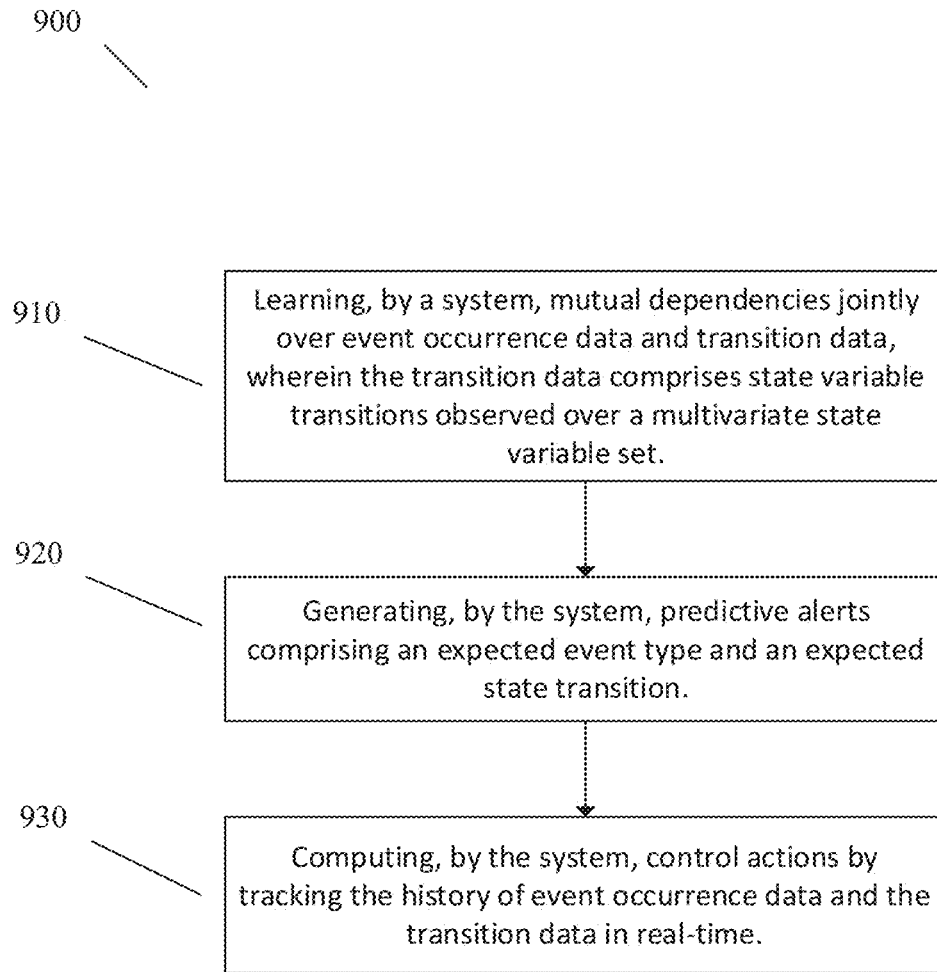 900
910
Learning, by a system, mutual dependencies jointly
over event occurrence data and transition data,
wherein the transition data comprises state variable
transitions observed over a multivariate state
variable set.
920
Generating, by the system, predictive alerts
comprising an expected event type and an expected
state transition.
930
Computing, by the system, control actions by
tracking the history of event occurrence data and the
transition data in real-time.